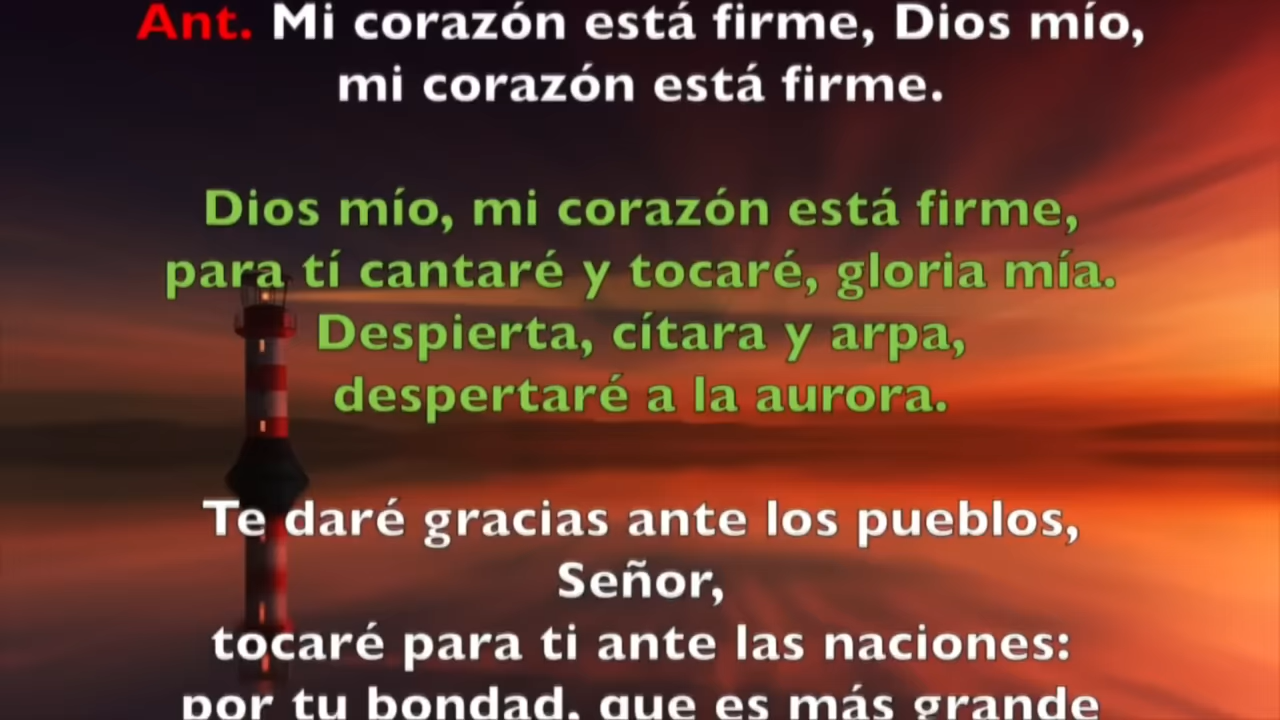 Ant. Mi corazón está firme, Dios mío,
mi corazón está firme.
Dios mío, mi corazón está firme,
para tí cantaré y tocaré, gloria mía.
Despierta, cítara y arpa,
despertaré a la aurora.
Te daré gracias ante los pueblos,
Señor,
tocaré para ti ante las naciones:
por tu bondad, que es más grande